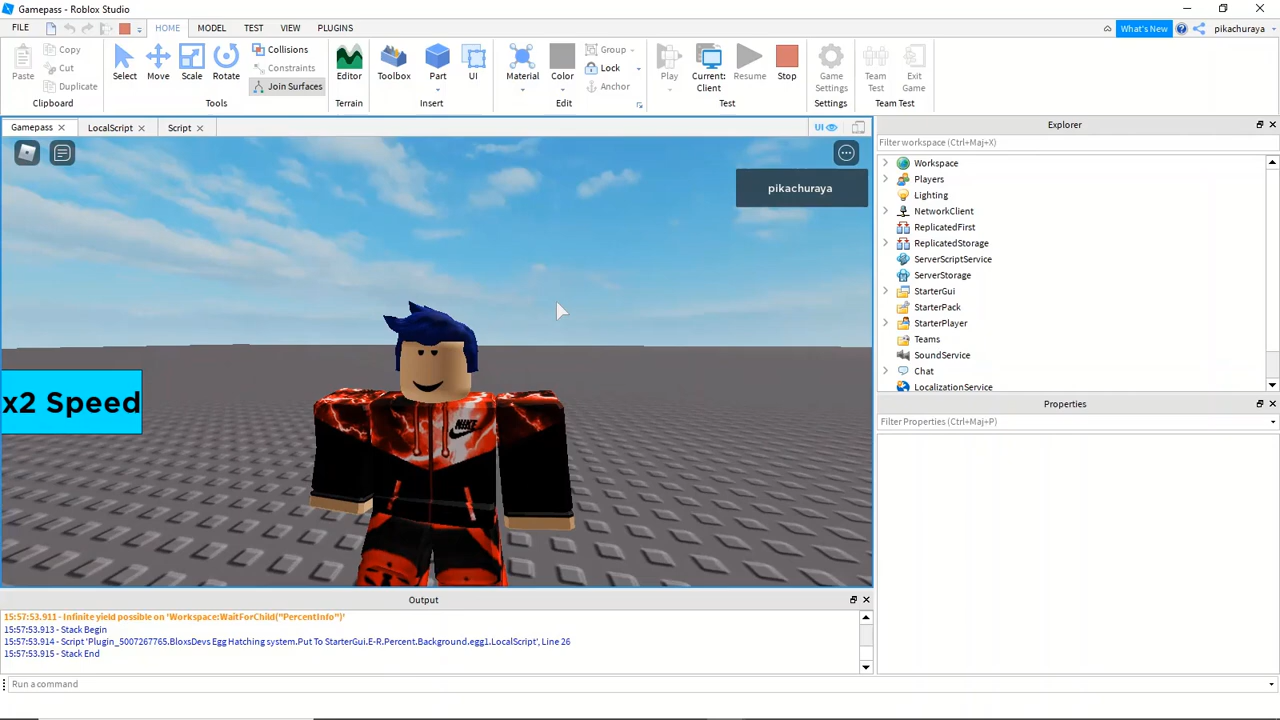 Gamepass - Roblox Studio
FILE HOME MODEL TEST VIEW PLUGINS What's New pikachuraya
Paste Copy Cut Duplicate Select Move Scale Rotate Collisions Constraints Join Surfaces Editor Toolbox Part UI Material Color Group Lock Anchor Play Current: Client Resume Stop Game Settings Team Test Exit Game
Clipboard Tools Terrain Insert Edit Test Settings Team Test
Gamepass LocalScript Script UI
Explorer
Filter workspace (Ctrl+Maj+X)
Workspace
Players
Lighting
NetworkClient
ReplicatedFirst
ReplicatedStorage
ServerScriptService
ServerStorage
StarterGui
StarterPack
StarterPlayer
Teams
SoundService
Chat
LocalizationService
Properties
Filter Properties (Ctrl+Maj+P)
pikachuraya
x2 Speed
NIKE
Output
15:57:53.911 - Infinite yield possible on 'Workspace:WaitForChild("PercentInfo")'
15:57:53.913 - Stack Begin
15:57:53.914 - Script 'Plugin_5007267765.BloxsDevs Egg Hatching system.Put To StarterGui.E-R.Percent.Background.egg1.LocalScript', Line 26
15:57:53.915 - Stack End
Run a command